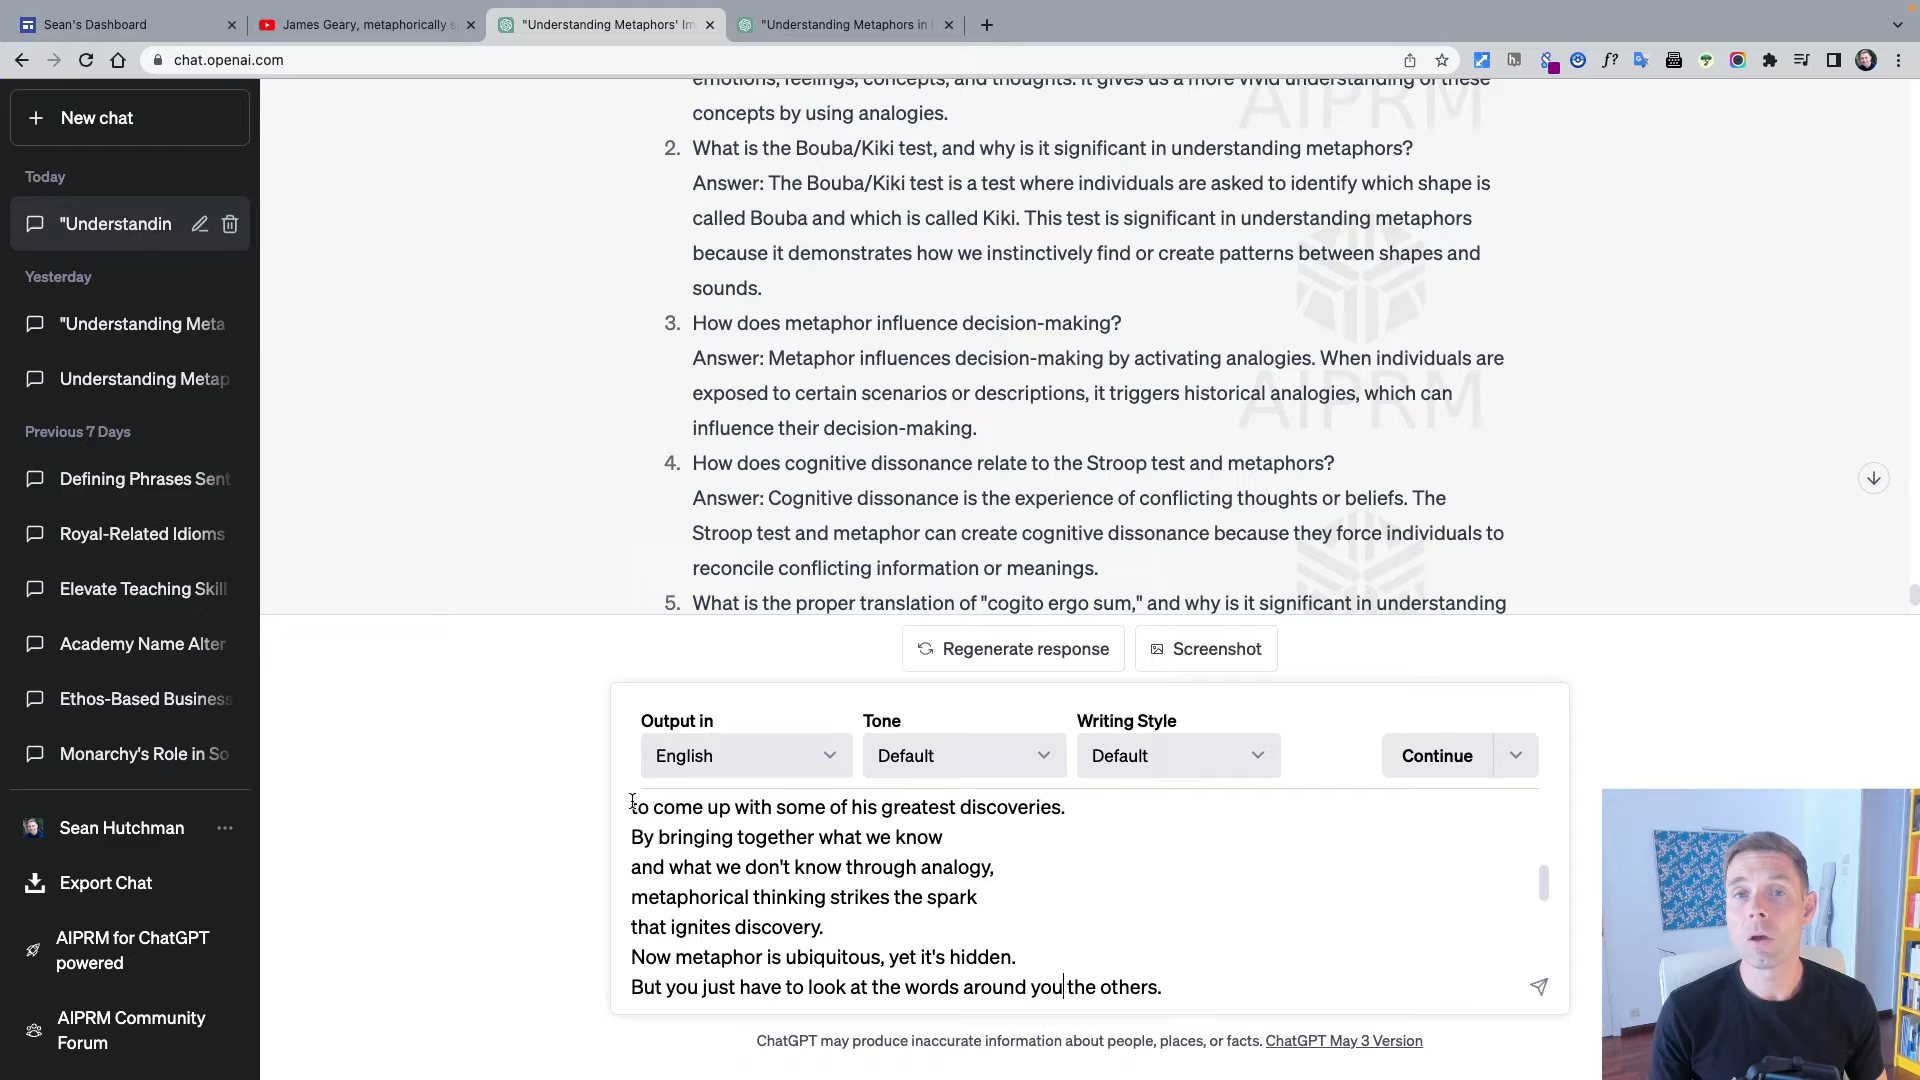 Sean's Dashboard
James Geary, metaphorically s
"Understanding Metaphors' Im
"Understanding Metaphors in
chat.openai.com
New chat
Today
"Understandin
Yesterday
"Understanding Meta
Understanding Metap
Previous 7 Days
Defining Phrases Sent
Royal-Related Idioms
Elevate Teaching Skill
Academy Name Alter
Ethos-Based Business
Monarchy's Role in So
Sean Hutchman
Export Chat
AIPRM for ChatGPT
powered
AIPRM Community
Forum
emotions, feelings, concepts, and thoughts. It gives us a more vivid understanding of these
concepts by using analogies.
2. What is the Bouba/Kiki test, and why is it significant in understanding metaphors?
Answer: The Bouba/Kiki test is a test where individuals are asked to identify which shape is
called Bouba and which is called Kiki. This test is significant in understanding metaphors
because it demonstrates how we instinctively find or create patterns between shapes and
sounds.
3. How does metaphor influence decision-making?
Answer: Metaphor influences decision-making by activating analogies. When individuals are
exposed to certain scenarios or descriptions, it triggers historical analogies, which can
influence their decision-making.
4. How does cognitive dissonance relate to the Stroop test and metaphors?
Answer: Cognitive dissonance is the experience of conflicting thoughts or beliefs. The
Stroop test and metaphor can create cognitive dissonance because they force individuals to
reconcile conflicting information or meanings.
5. What is the proper translation of "cogito ergo sum," and why is it significant in understanding
AIPRM
AIPRM
Regenerate response
Screenshot
Output in
Tone
Writing Style
English
Default
Default
Continue
to come up with some of his greatest discoveries.
By bringing together what we know
and what we don't know through analogy,
metaphorical thinking strikes the spark
that ignites discovery.
Now metaphor is ubiquitous, yet it's hidden.
But you just have to look at the words around you the others.
ChatGPT may produce inaccurate information about people, places, or facts. ChatGPT May 3 Version